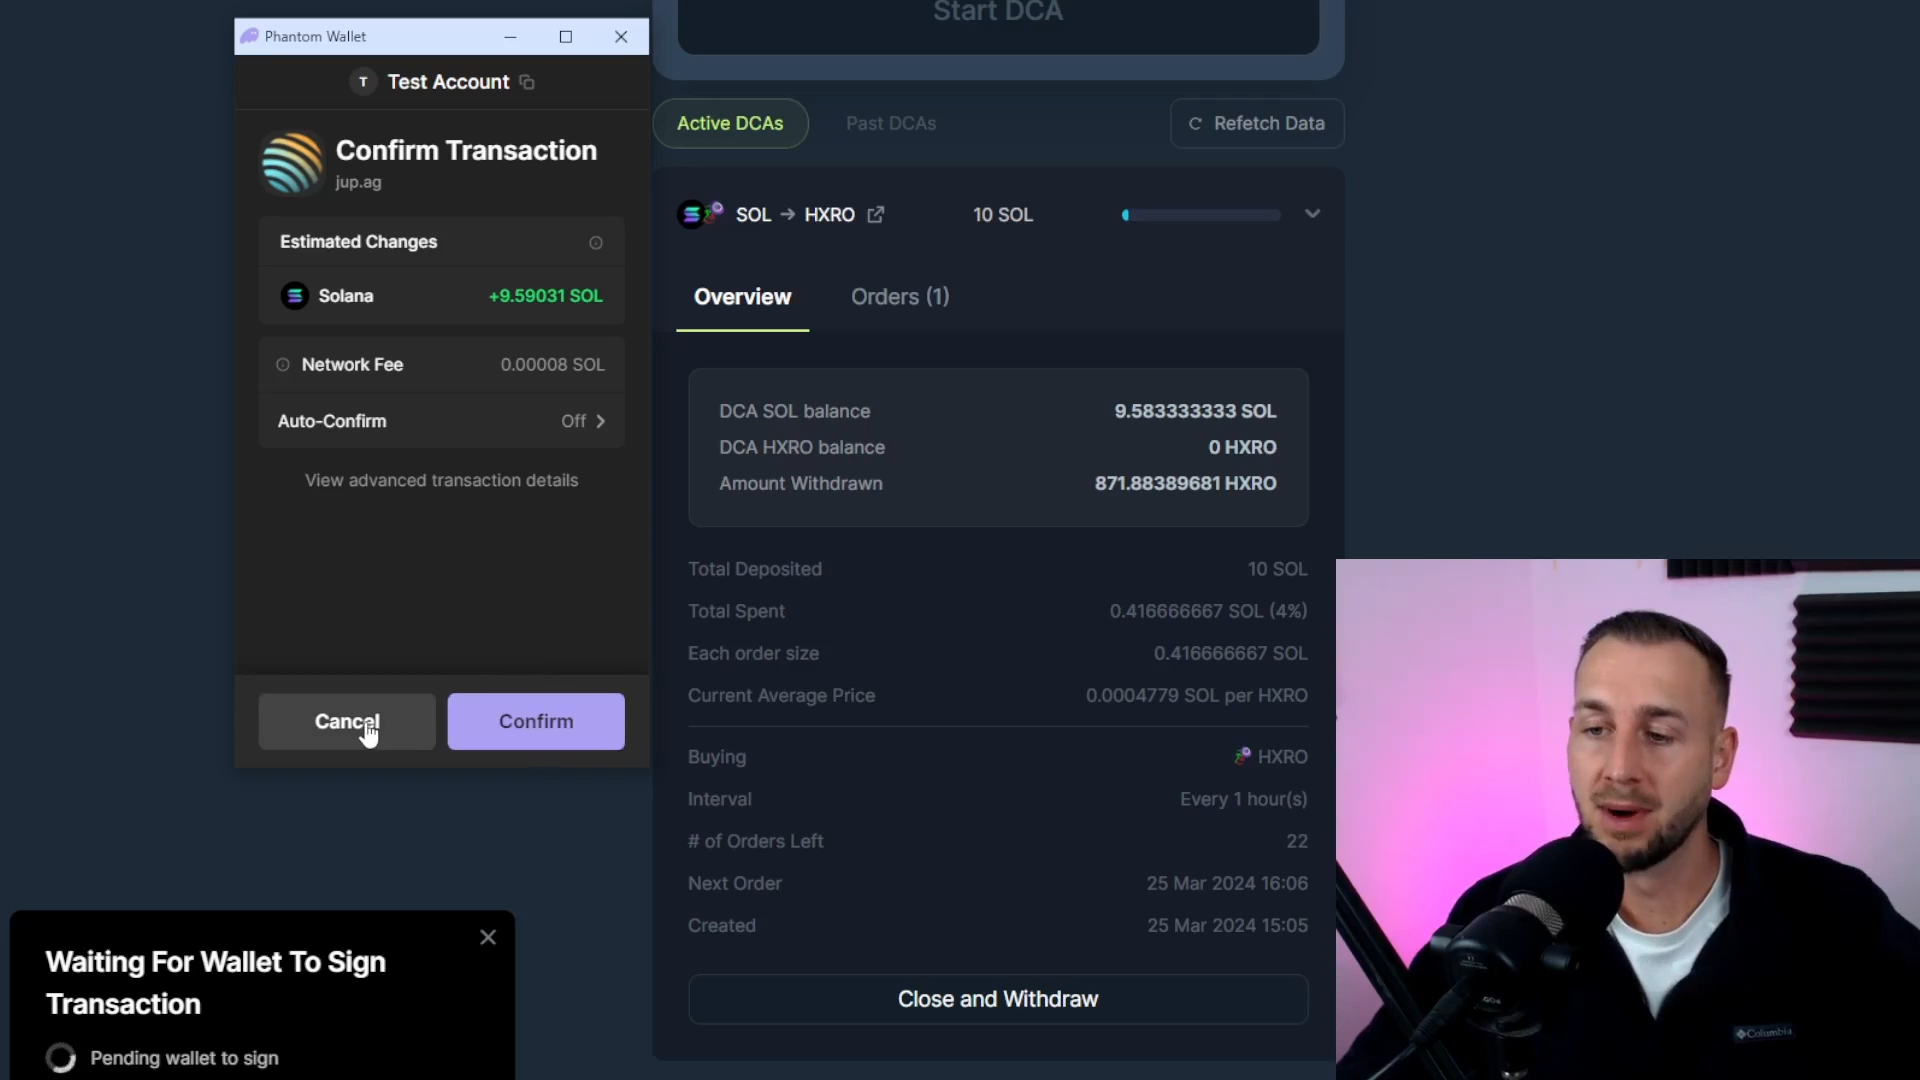 Phantom Wallet
T Test Account
Confirm Transaction
jup.ag
Estimated Changes
Solana +9.59031 SOL
Network Fee 0.00008 SOL
Auto-Confirm Off
View advanced transaction details
Cancel Confirm
Start DCA
Active DCAs Past DCAs Refetch Data
SOL → HXRO 10 SOL
Overview Orders (1)
DCA SOL balance 9.583333333 SOL
DCA HXRO balance 0 HXRO
Amount Withdrawn 871.88389681 HXRO
Total Deposited 10 SOL
Total Spent 0.416666667 SOL (4%)
Each order size 0.416666667 SOL
Current Average Price 0.0004779 SOL per HXRO
Buying HXRO
Interval Every 1 hour(s)
# of Orders Left 22
Next Order 25 Mar 2024 16:06
Created 25 Mar 2024 15:05
Close and Withdraw
Waiting For Wallet To Sign
Transaction
Pending wallet to sign
Columbia